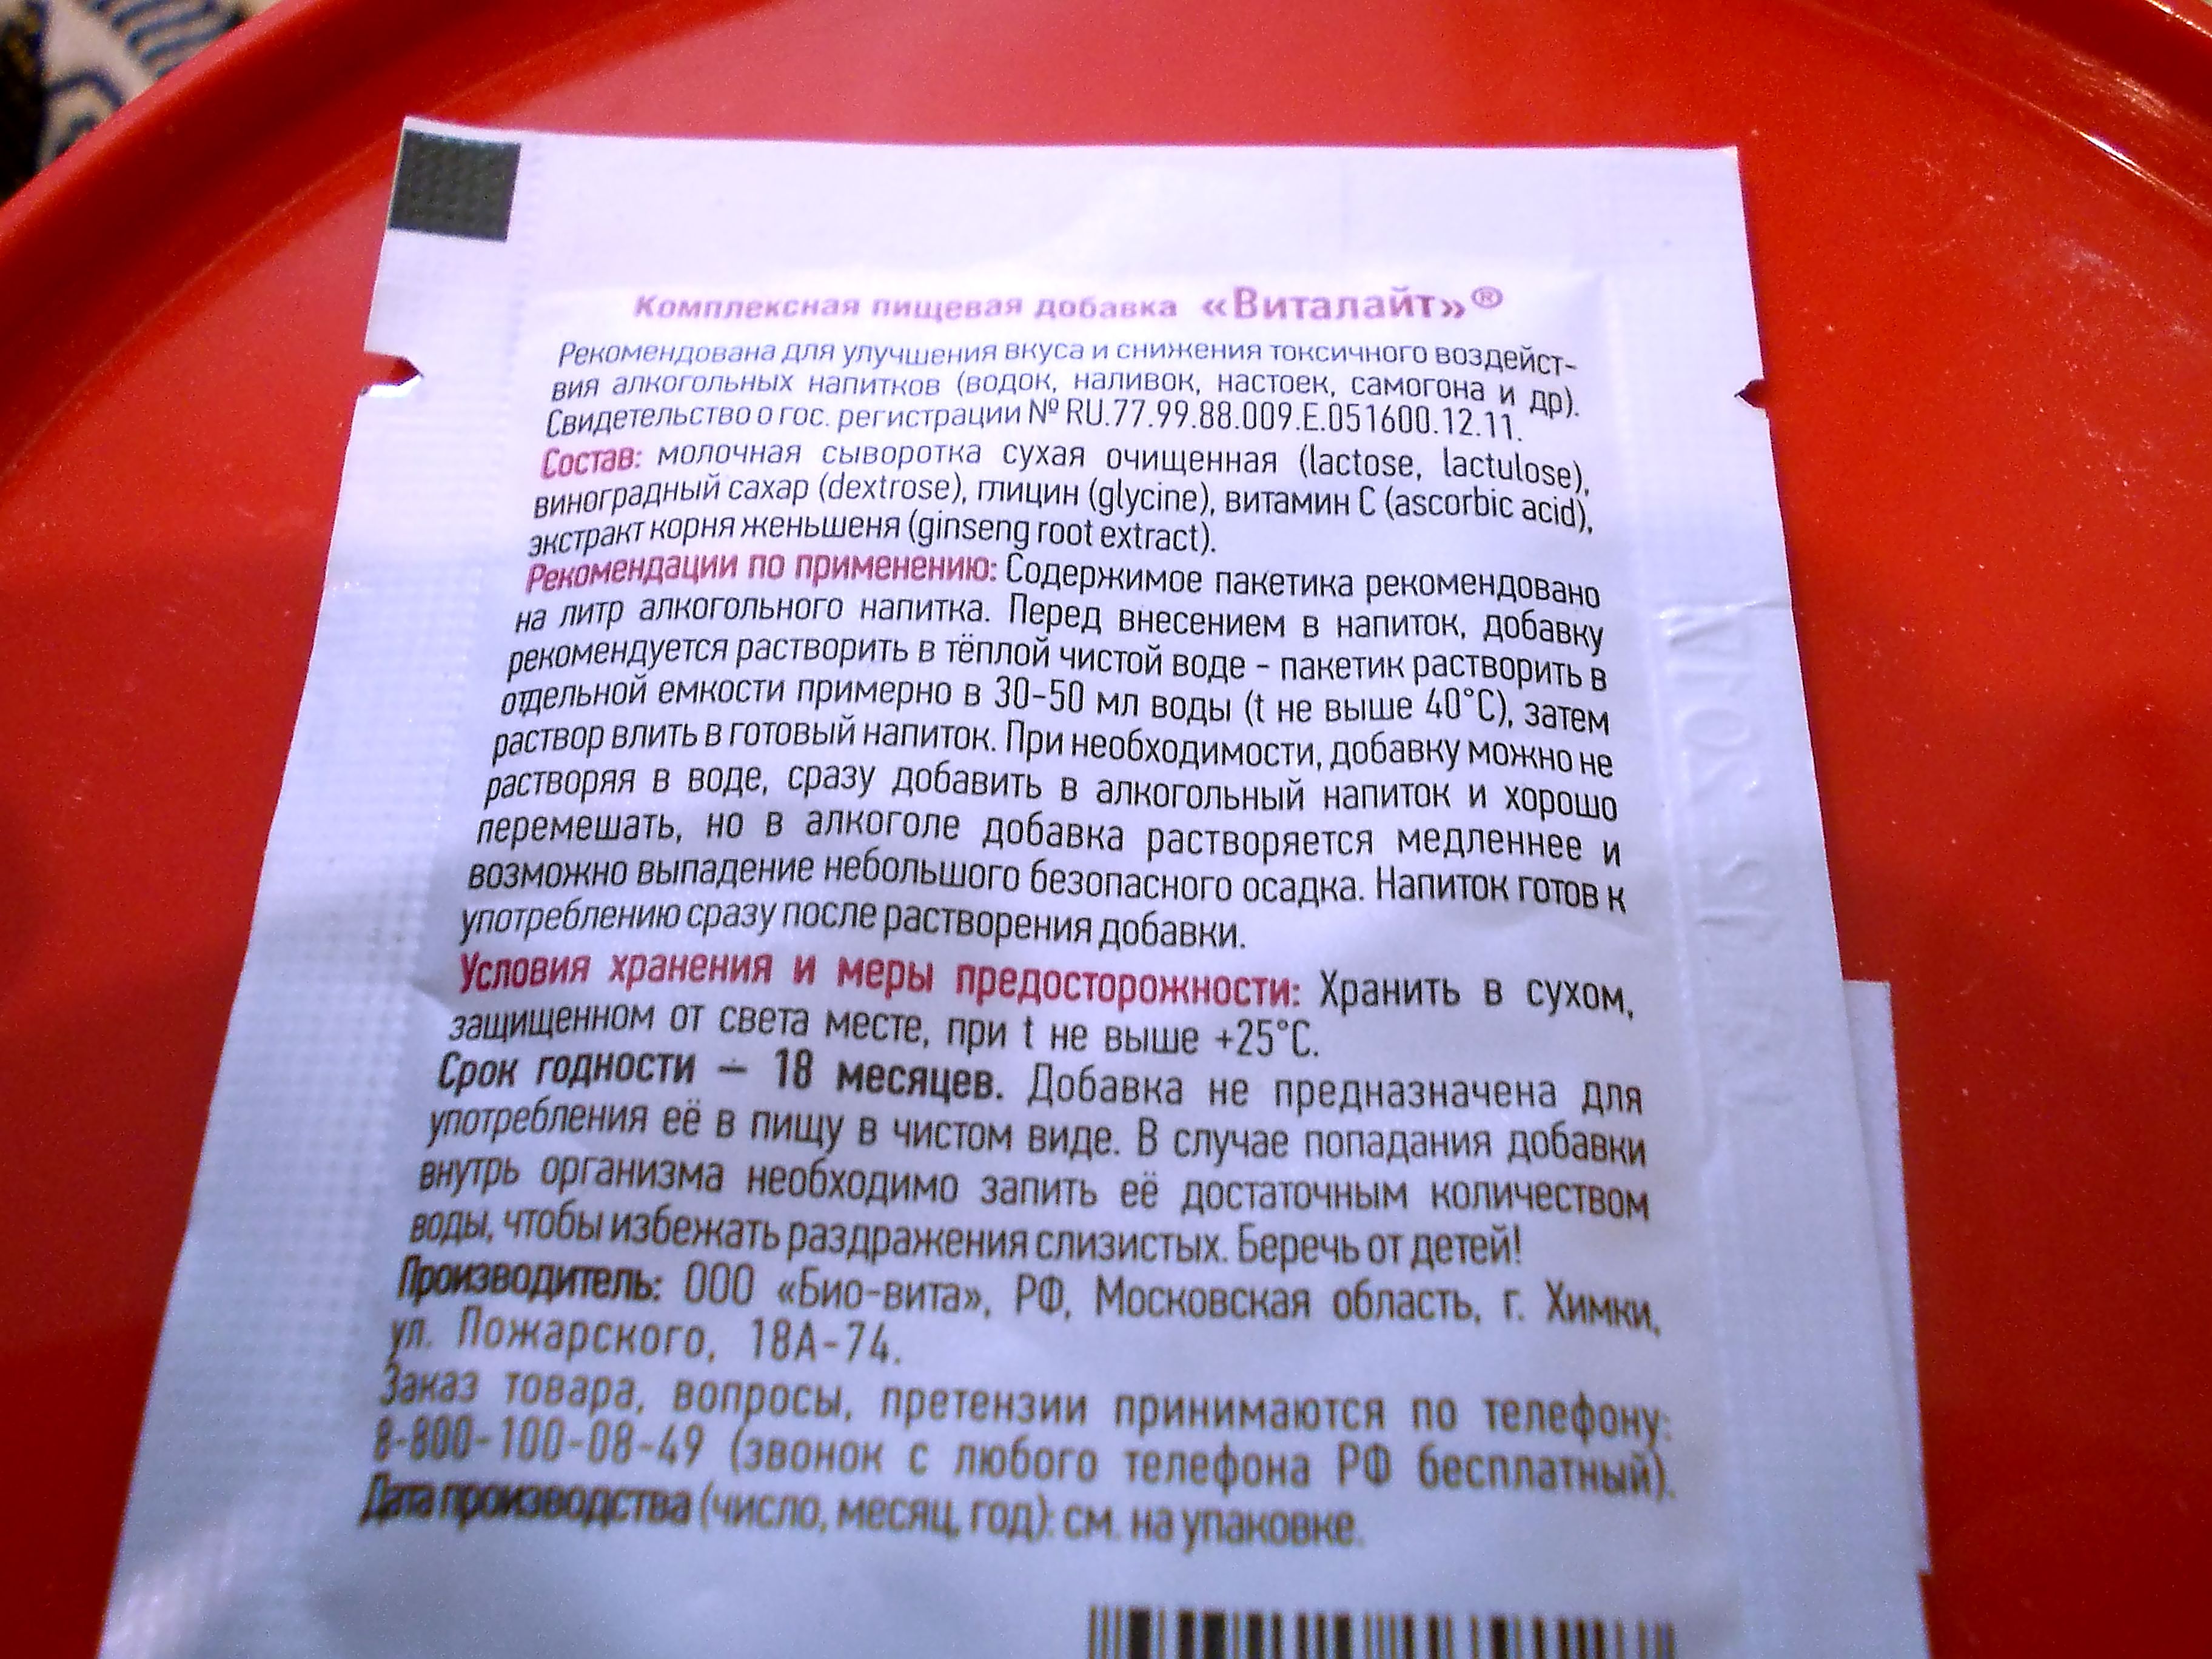 Комплексная пищевая добавка «Виталайт»®
Рекомендована для улучшения вкуса и снижения токсичного воздейст-
вия алкогольных напитков (водок, наливок, настоек, самогона и др).
Свидетельство о гос. регистрации № RU.77.99.88.009.Е.051600.12.11.
Состав: молочная сыворотка сухая очищенная (lactose, lactulose),
виноградный сахар (dextrose), глицин (glycine), витамин С (ascorbic acid),
экстракт корня женьшеня (ginseng root extract).
Рекомендации по применению: Содержимое пакетика рекомендовано
на литр алкогольного напитка. Перед внесением в напиток, добавку
рекомендуется растворить в тёплой чистой воде - пакетик растворить в
отдельной емкости примерно в 30-50 мл воды (t не выше 40°С), затем
раствор влить в готовый напиток. При необходимости, добавку можно не
растворяя в воде, сразу добавить в алкогольный напиток и хорошо
перемешать, но в алкоголе добавка растворяется медленнее и
возможно выпадение небольшого безопасного осадка. Напиток готов к
употреблению сразу после растворения добавки.
Условия хранения и меры предосторожности: Хранить в сухом,
защищенном от света месте, при t не выше +25°С.
Срок годности – 18 месяцев. Добавка не предназначена для
употребления её в пищу в чистом виде. В случае попадания добавки
внутрь организма необходимо запить её достаточным количеством
воды, чтобы избежать раздражения слизистых. Беречь от детей!
Производитель: ООО «Био-вита», РФ, Московская область, г. Химки,
ул. Пожарского, 18А-74.
Заказ товара, вопросы, претензии принимаются по телефону:
8-800-100-08-49 (звонок с любого телефона РФ бесплатный).
Дата производства (число, месяц, год): см. на упаковке.